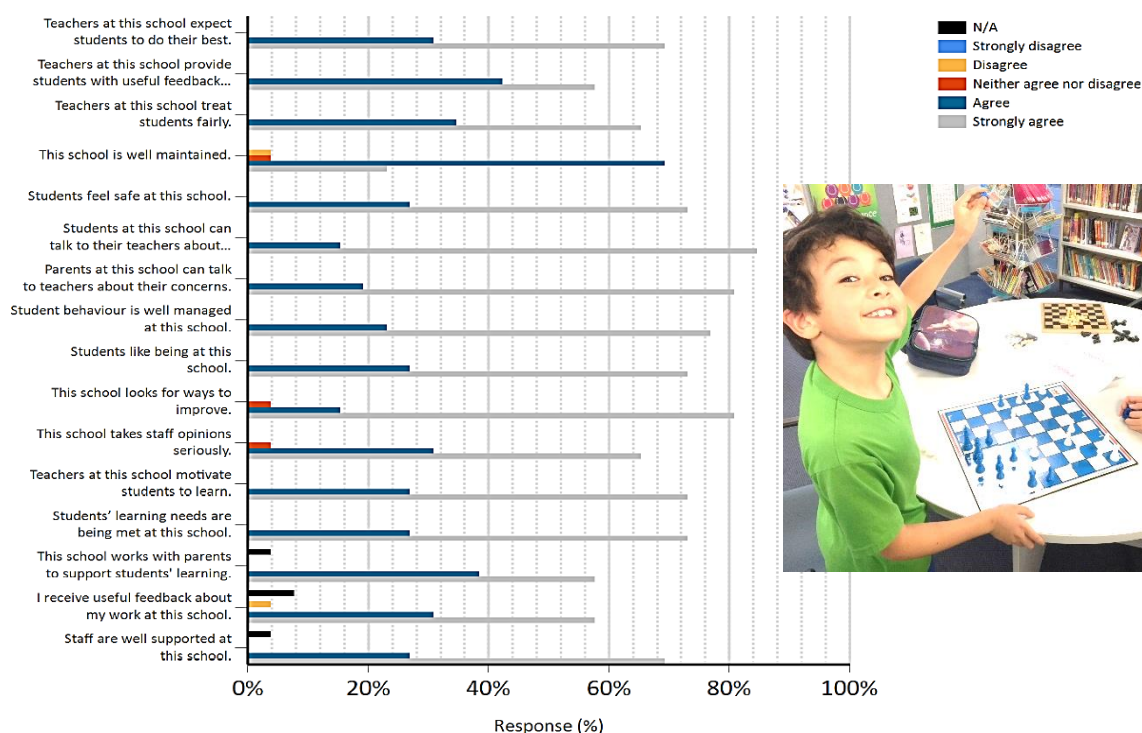 Teachers at this school expect
students to do their best.
Teachers at this school provide
students with useful feedback...
Teachers at this school treat
students fairly.
This school is well maintained.
Students feel safe at this school.
Students at this school can
talk to their teachers about...
Parents at this school can talk
to teachers about their concerns.
Student behaviour is well managed
at this school.
Students like being at this
school.
This school looks for ways to
improve.
This school takes staff opinions
seriously.
Teachers at this school motivate
students to learn.
Students’ learning needs are
being met at this school.
This school works with parents
to support students' learning.
I receive useful feedback about
my work at this school.
Staff are well supported at
this school.
0% 20% 40% 60% 80% 100%
Response (%)
N/A
Strongly disagree
Disagree
Neither agree nor disagree
Agree
Strongly agree